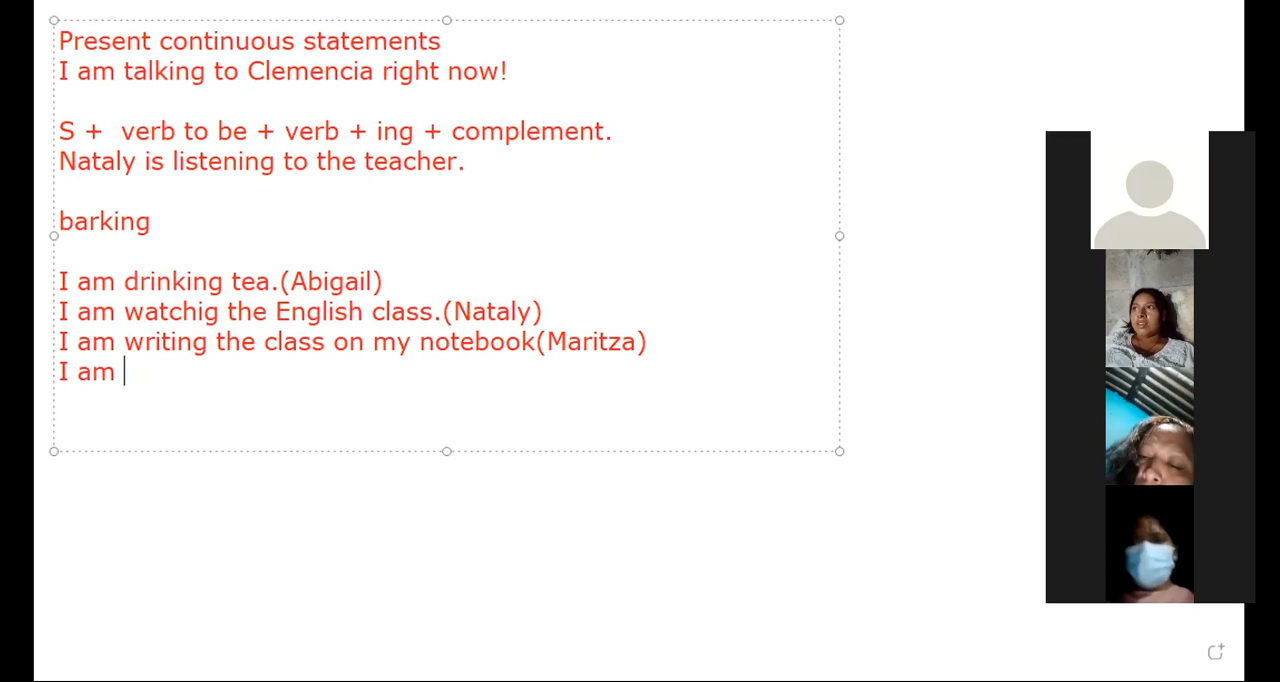 Present continuous statements
I am talking to Clemencia right now!
S + verb to be + verb + ing + complement.
Nataly is listening to the teacher.
barking
I am drinking tea.(Abigail)
I am watchig the English class.(Nataly)
I am writing the class on my notebook(Maritza)
I am